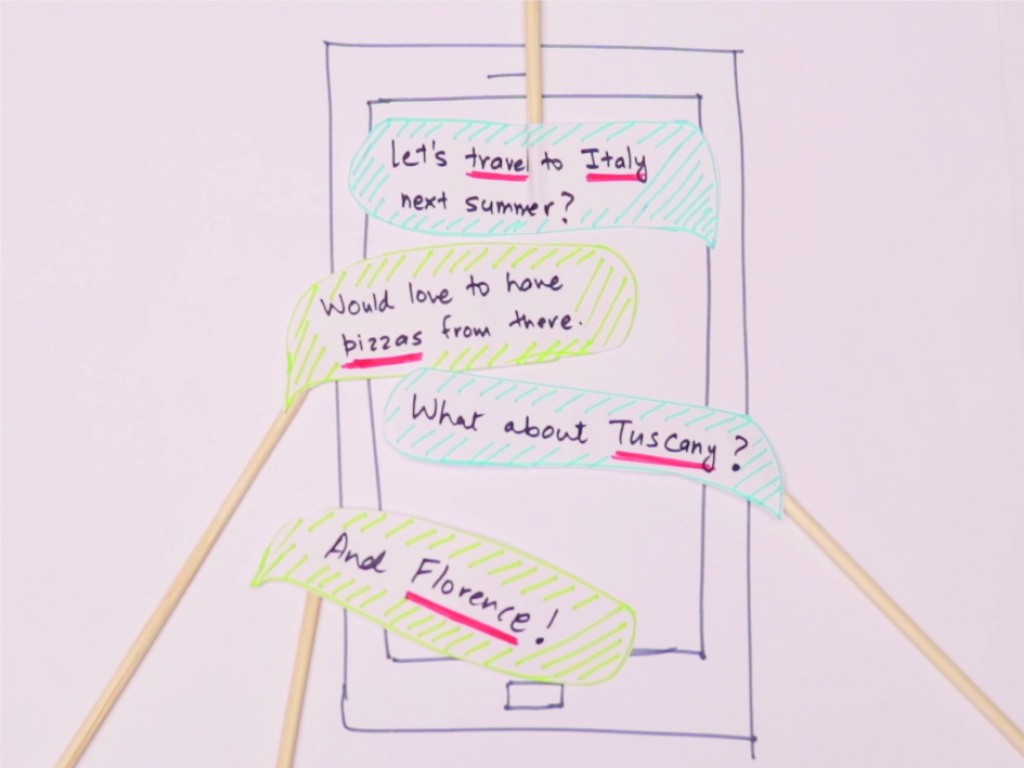 Let's travel to Italy
next summer?
Would love to have
pizzas from there.
What about Tuscany?
And Florence!